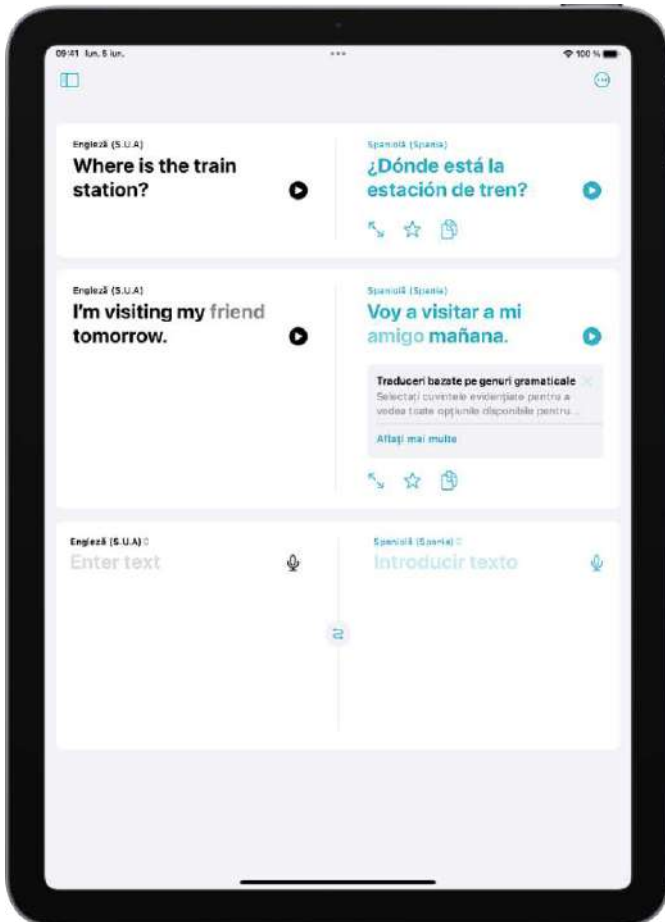 09:41 lun. 5 iun.
100 %
Engleză (S.U.A)
Where is the train
station?
Spaniolă (Spania)
¿Dónde está la
estación de tren?
Engleză (S.U.A)
I'm visiting my friend
tomorrow.
Spaniolă (Spania)
Voy a visitar a mi
amigo mañana.
Traduceri bazate pe genuri gramaticale
Selectați cuvintele evidențiate pentru a
vedea toate opțiunile disponibile pentru...
Aflați mai multe
Engleză (S.U.A)
Enter text
Spaniolă (Spania)
Introducir texto